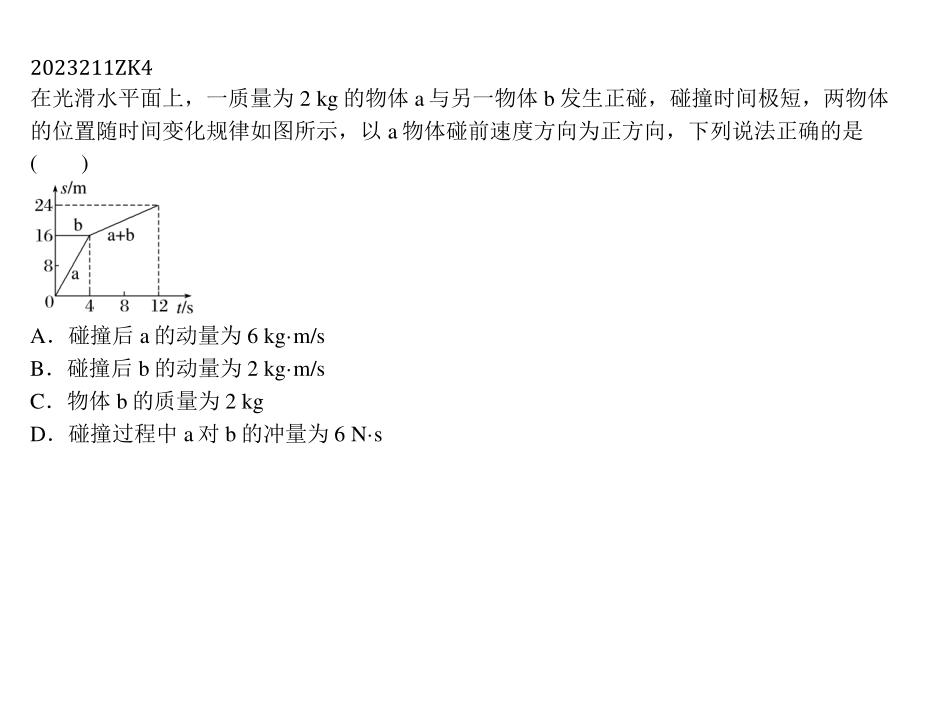 2023211ZK4
在光滑水平面上，一质量为 2 kg 的物体 a 与另一物体 b 发生正碰，碰撞时间极短，两物体
的位置随时间变化规律如图所示，以 a 物体碰前速度方向为正方向，下列说法正确的是
(　　)
s/m
24
b
16
a+b
8
a
0 4 8 12 t/s
A．碰撞后 a 的动量为 6 kg·m/s
B．碰撞后 b 的动量为 2 kg·m/s
C．物体 b 的质量为 2 kg
D．碰撞过程中 a 对 b 的冲量为 6 N·s